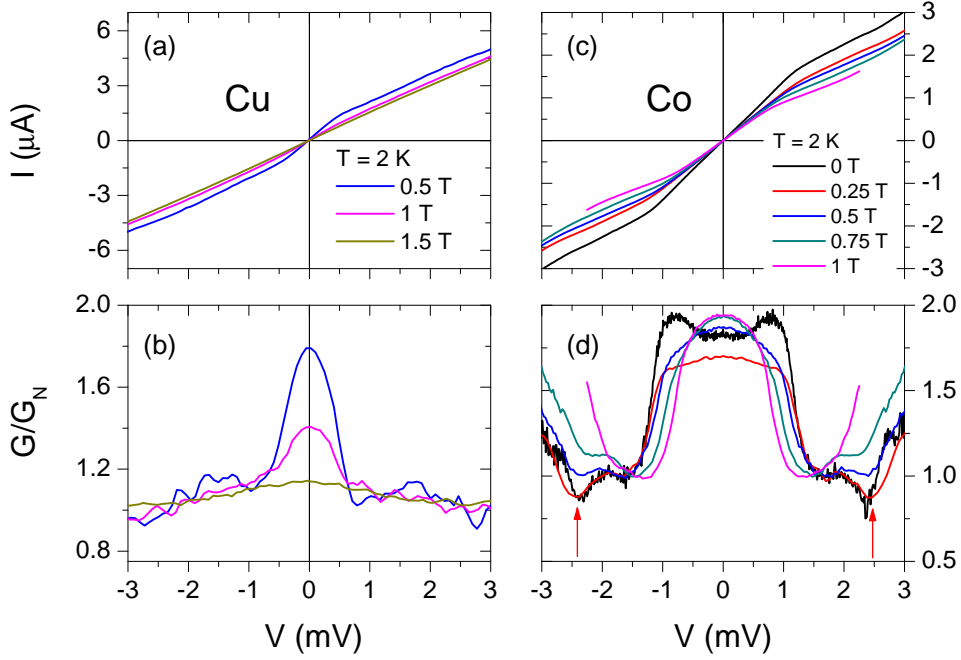 (a)
Cu
I (μA)
6
3
0
-3
-6
T = 2 K
0.5 T
1 T
1.5 T
(c)
Co
3
2
1
0
-1
-2
-3
T = 2 K
0 T
0.25 T
0.5 T
0.75 T
1 T
(b)
G/G_N
2.0
1.6
1.2
0.8
-3 -2 -1 0 1 2 3
V (mV)
(d)
2.0
1.5
1.0
0.5
-3 -2 -1 0 1 2 3
V (mV)